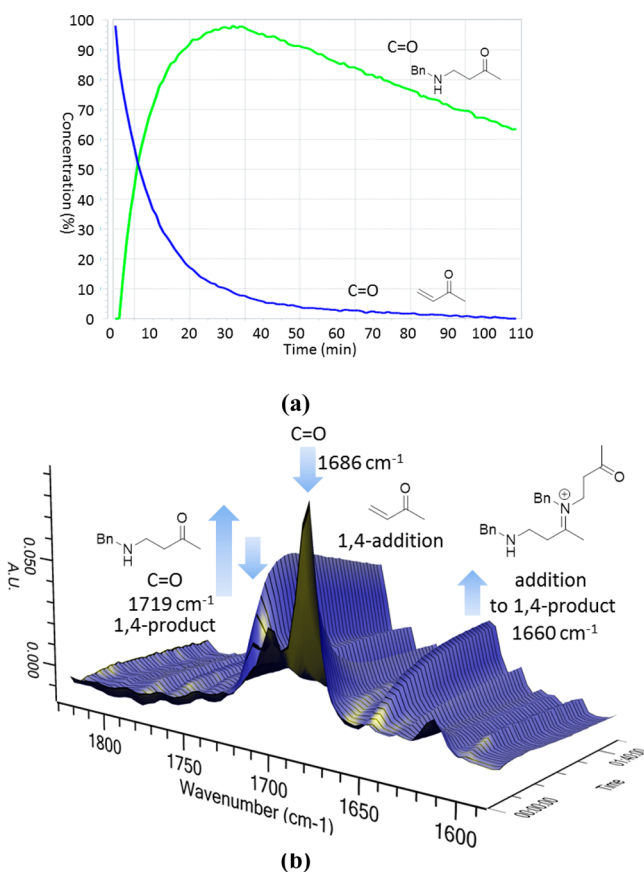 100
90
80
70
60
50
40
30
20
10
0
Concentration (%)
C=O
O
Bn
N
H
C=O
O
0 10 20 30 40 50 60 70 80 90 100 110
Time (min)
(a)
C=O
1686 cm-1
O
1,4-addition
O
Bn
N
H
C=O
1719 cm-1
1,4-product
O
Bn N +
Bn
N
H
addition
to 1,4-product
1660 cm-1
A.U.
0.050
0.000
1800
1750
1700
1650
1600
Wavenumber (cm-1)
00:00:00
Time
(b)